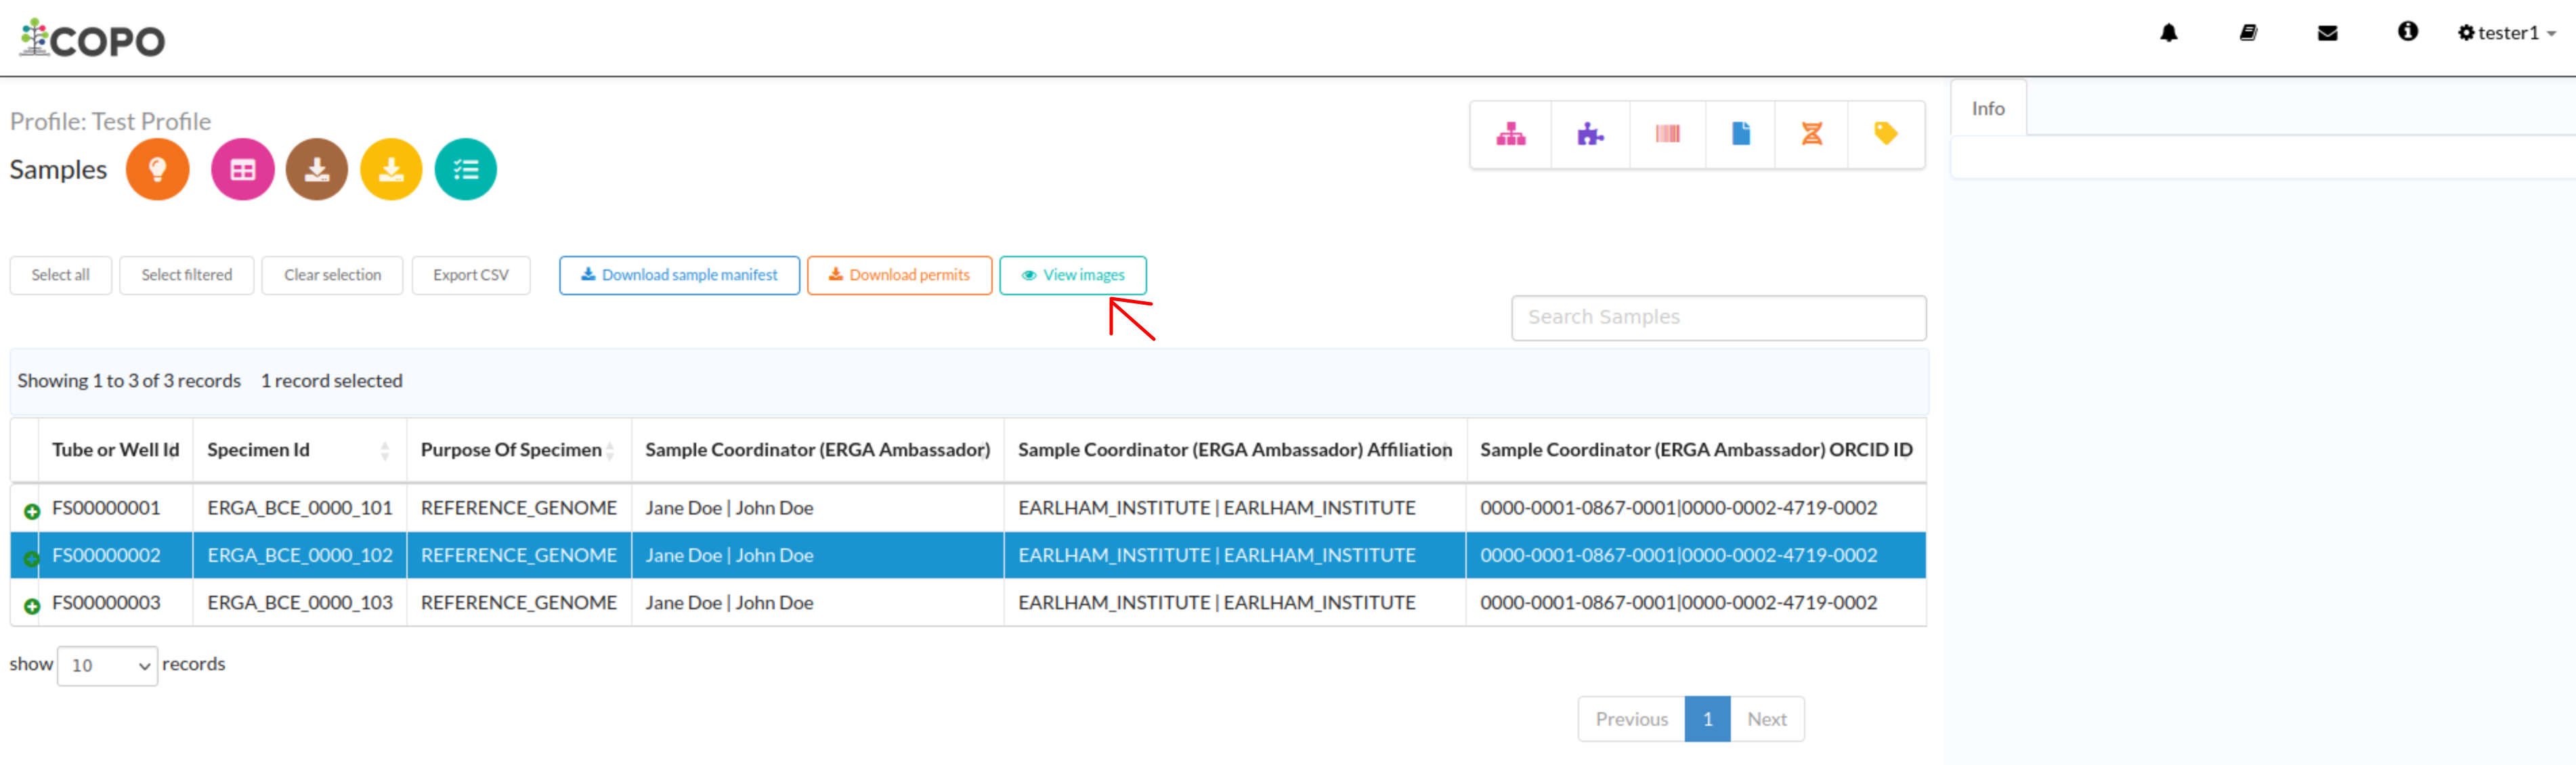 COPO
tester1
Profile: Test Profile
Info
Samples
Select all Select filtered Clear selection Export CSV Download sample manifest Download permits View images
Search Samples
Showing 1 to 3 of 3 records 1 record selected
Tube or Well Id Specimen Id Purpose Of Specimen Sample Coordinator (ERGA Ambassador) Sample Coordinator (ERGA Ambassador) Affiliation Sample Coordinator (ERGA Ambassador) ORCID ID
FS00000001 ERGA_BCE_0000_101 REFERENCE_GENOME Jane Doe | John Doe EARLHAM_INSTITUTE | EARLHAM_INSTITUTE 0000-0001-0867-0001|0000-0002-4719-0002
FS00000002 ERGA_BCE_0000_102 REFERENCE_GENOME Jane Doe | John Doe EARLHAM_INSTITUTE | EARLHAM_INSTITUTE 0000-0001-0867-0001|0000-0002-4719-0002
FS00000003 ERGA_BCE_0000_103 REFERENCE_GENOME Jane Doe | John Doe EARLHAM_INSTITUTE | EARLHAM_INSTITUTE 0000-0001-0867-0001|0000-0002-4719-0002
show 10 records
Previous 1 Next